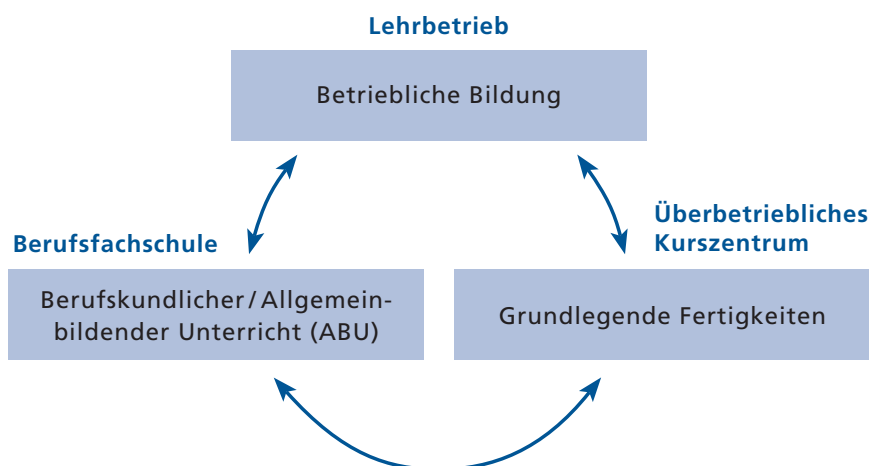 Lehrbetrieb
Betriebliche Bildung
Berufsfachschule
Berufskundlicher / Allgemein-
bildender Unterricht (ABU)
Überbetriebliches
Kurszentrum
Grundlegende Fertigkeiten